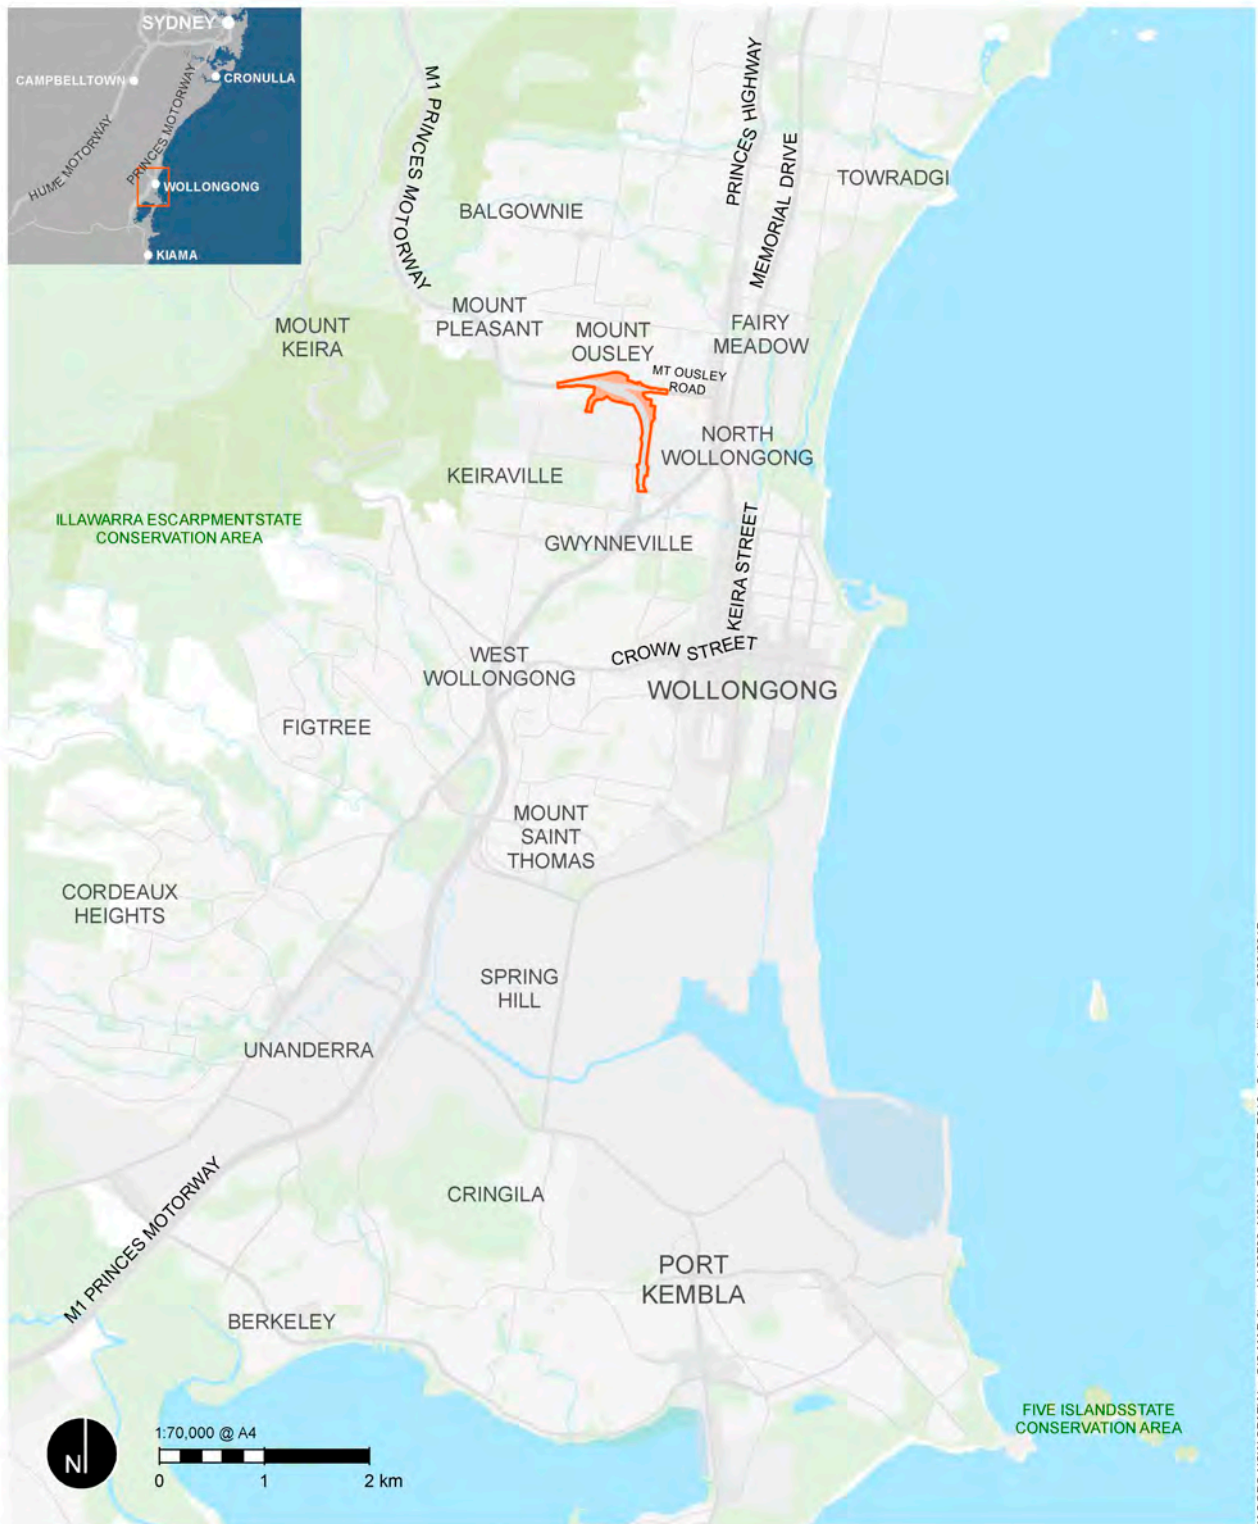 SYDNEY
CAMPBELLTOWN
CRONULLA
HUME MOTORWAY
PRINCES MOTORWAY
WOLLONGONG
KIAMA
M1 PRINCES MOTORWAY
PRINCES HIGHWAY
MEMORIAL DRIVE
TOWRADGI
BALGOWNIE
MOUNT
PLEASANT
MOUNT
KEIRA
MOUNT
OUSLEY
FAIRY
MEADOW
MT OUSLEY
ROAD
NORTH
WOLLONGONG
KEIRAVILLE
ILLAWARRA ESCARPMENTSTATE
CONSERVATION AREA
GWYNNEVILLE
KEIRA STREET
CROWN STREET
WEST
WOLLONGONG
WOLLONGONG
FIGTREE
MOUNT
SAINT
THOMAS
CORDEAUX
HEIGHTS
SPRING
HILL
UNANDERRA
M1 PRINCES MOTORWAY
CRINGILA
PORT
KEMBLA
BERKELEY
FIVE ISLANDSSTATE
CONSERVATION AREA
N
1:70,000 @ A4
0 1 2 km